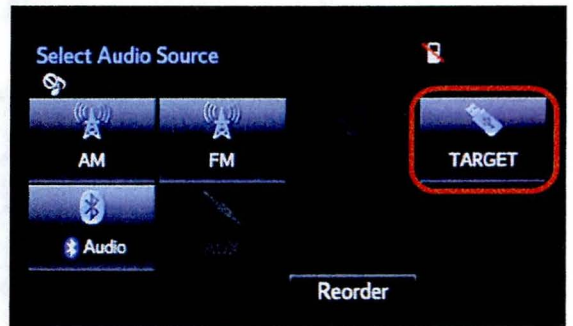 Select Audio Source
AM
FM
TARGET
Audio
Reorder